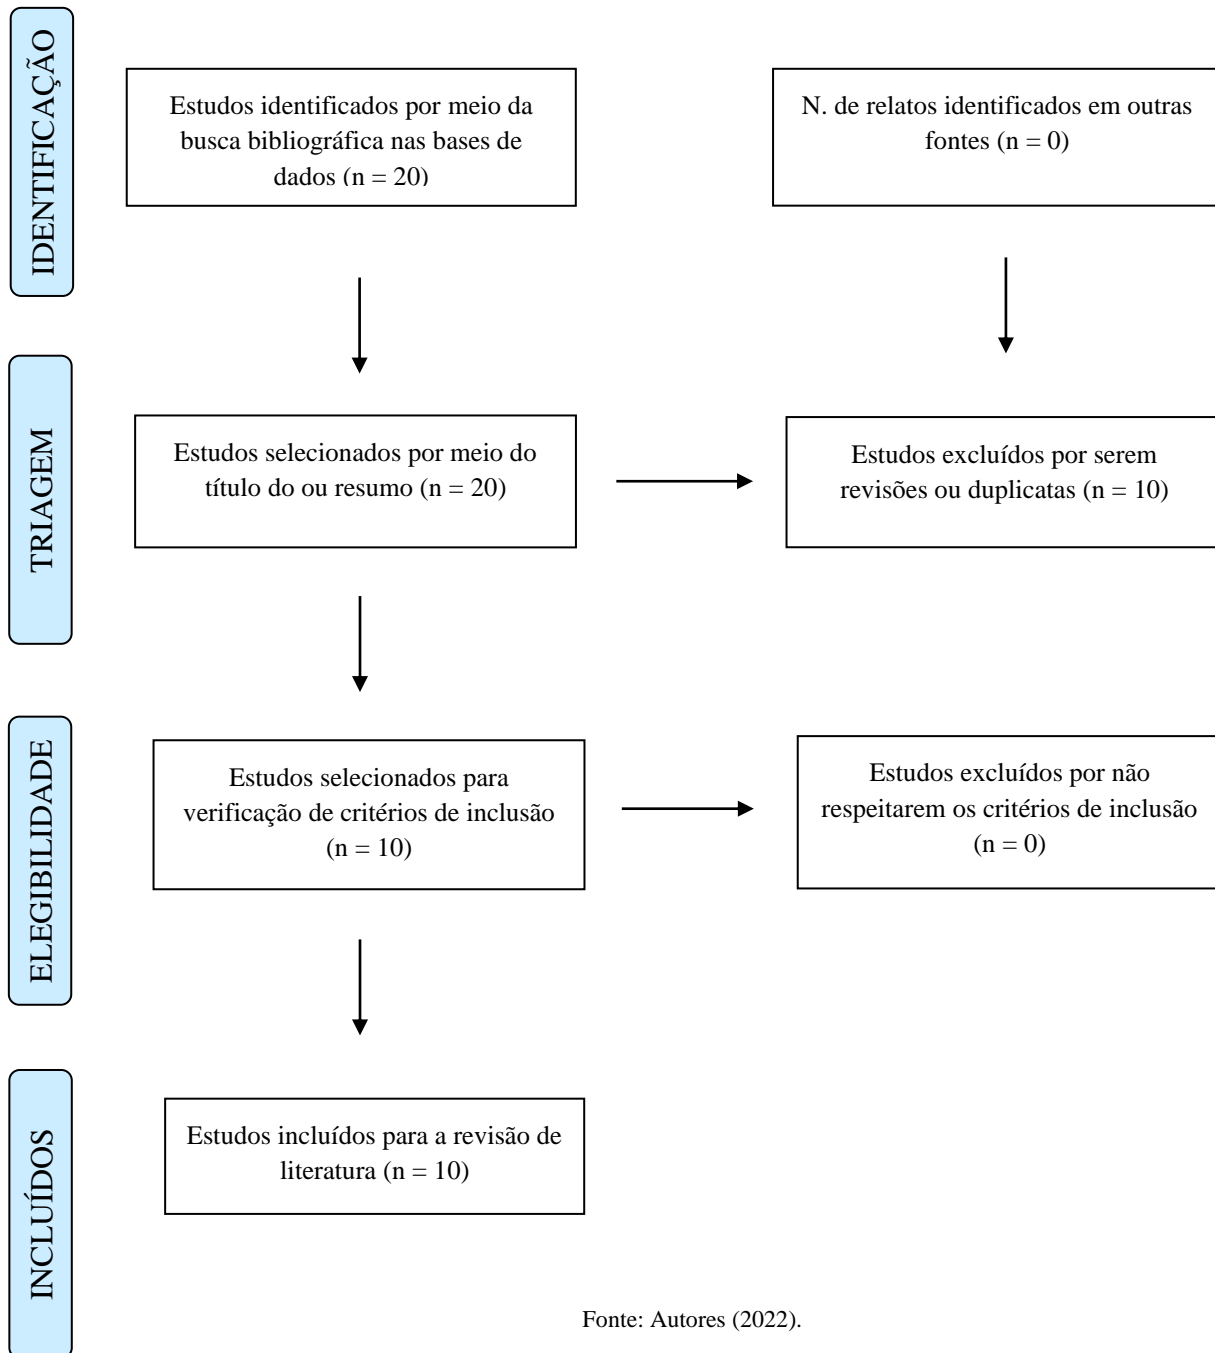 IDENTIFICAÇÃO
Estudos identificados por meio da
busca bibliográfica nas bases de
dados (n = 20)
N. de relatos identificados em outras
fontes (n = 0)
TRIAGEM
Estudos selecionados por meio do
título do ou resumo (n = 20)
Estudos excluídos por serem
revisões ou duplicatas (n = 10)
ELEGIBILIDADE
Estudos selecionados para
verificação de critérios de inclusão
(n = 10)
Estudos excluídos por não
respeitarem os critérios de inclusão
(n = 0)
INCLUÍDOS
Estudos incluídos para a revisão de
literatura (n = 10)
Fonte: Autores (2022).